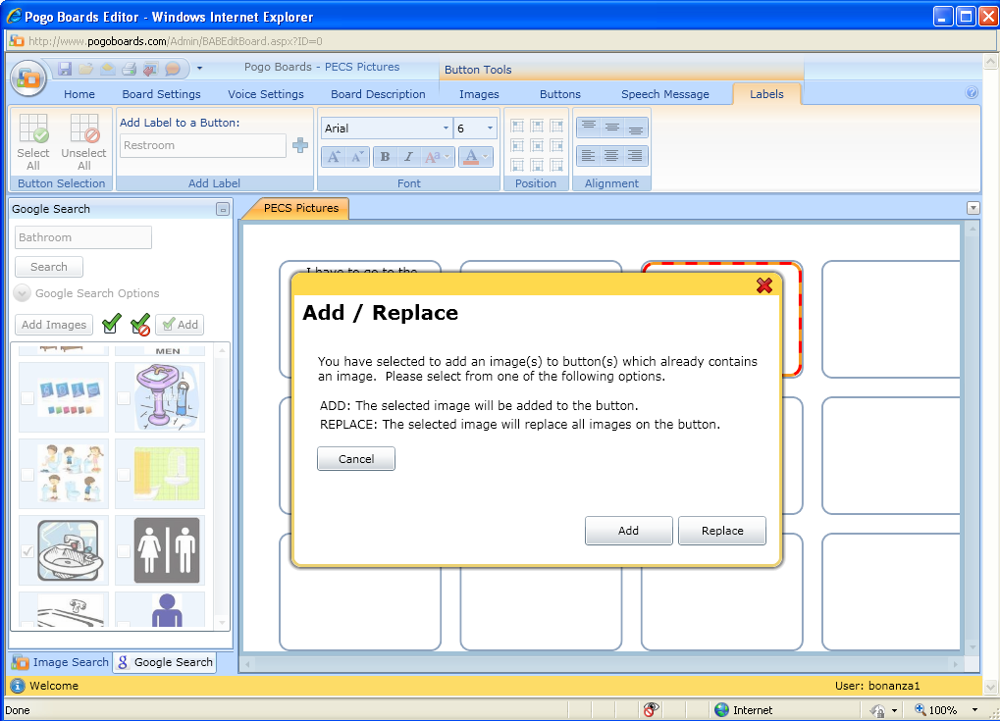 Pogo Boards Editor - Windows Internet Explorer
http://www.pogoboards.com/Admin/BABEditBoard.aspx?ID=0
Pogo Boards - PECS Pictures
Button Tools
Home Board Settings Voice Settings Board Description Images Buttons Speech Message Labels
Select All
Unselect All
Button Selection
Add Label to a Button:
Restroom
Add Label
Arial 6
A A B I Aa A
Font
Position
Alignment
Google Search
PECS Pictures
Bathroom
Search
Google Search Options
Add Images Add
MEN
I have to go to the
Add / Replace
You have selected to add an image(s) to button(s) which already contains
an image. Please select from one of the following options.
ADD: The selected image will be added to the button.
REPLACE: The selected image will replace all images on the button.
Cancel
Add Replace
Image Search Google Search
Welcome User: bonanza1
Done Internet 100%